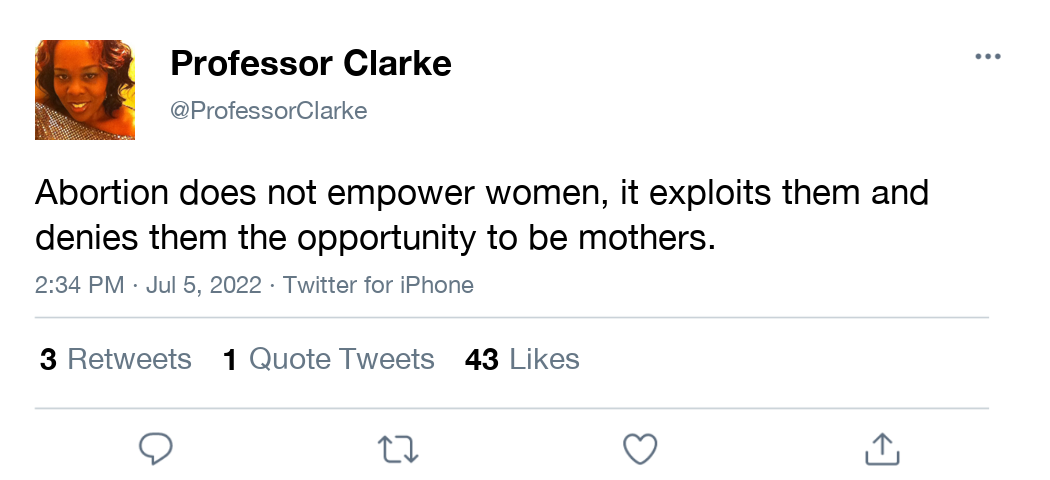 Professor Clarke
@ProfessorClarke
Abortion does not empower women, it exploits them and
denies them the opportunity to be mothers.
2:34 PM · Jul 5, 2022 · Twitter for iPhone
3 Retweets 1 Quote Tweets 43 Likes